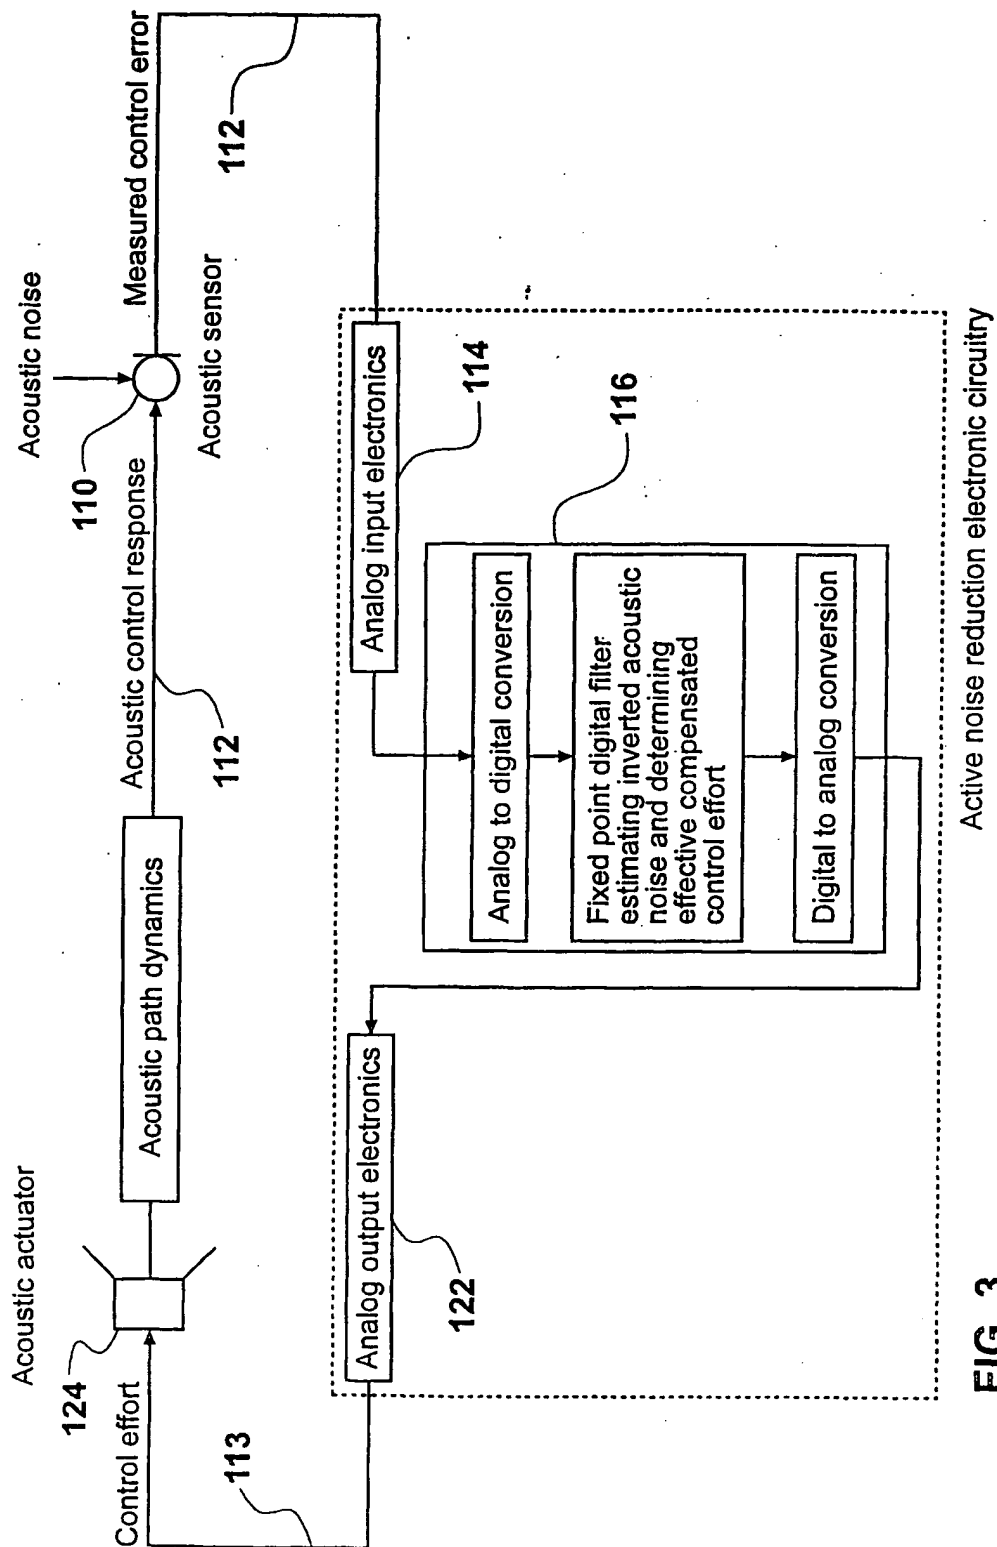 Acoustic actuator
124
Control effort
113
Acoustic path dynamics
Acoustic control response
112
Acoustic noise
110
Acoustic sensor
Measured control error
112
Analog output electronics
122
Analog input electronics
114
116
Analog to digital conversion
Fixed point digital filter
estimating inverted acoustic
noise and determining
effective compensated
control effort
Digital to analog conversion
Active noise reduction electronic circuitry
FIG. 3